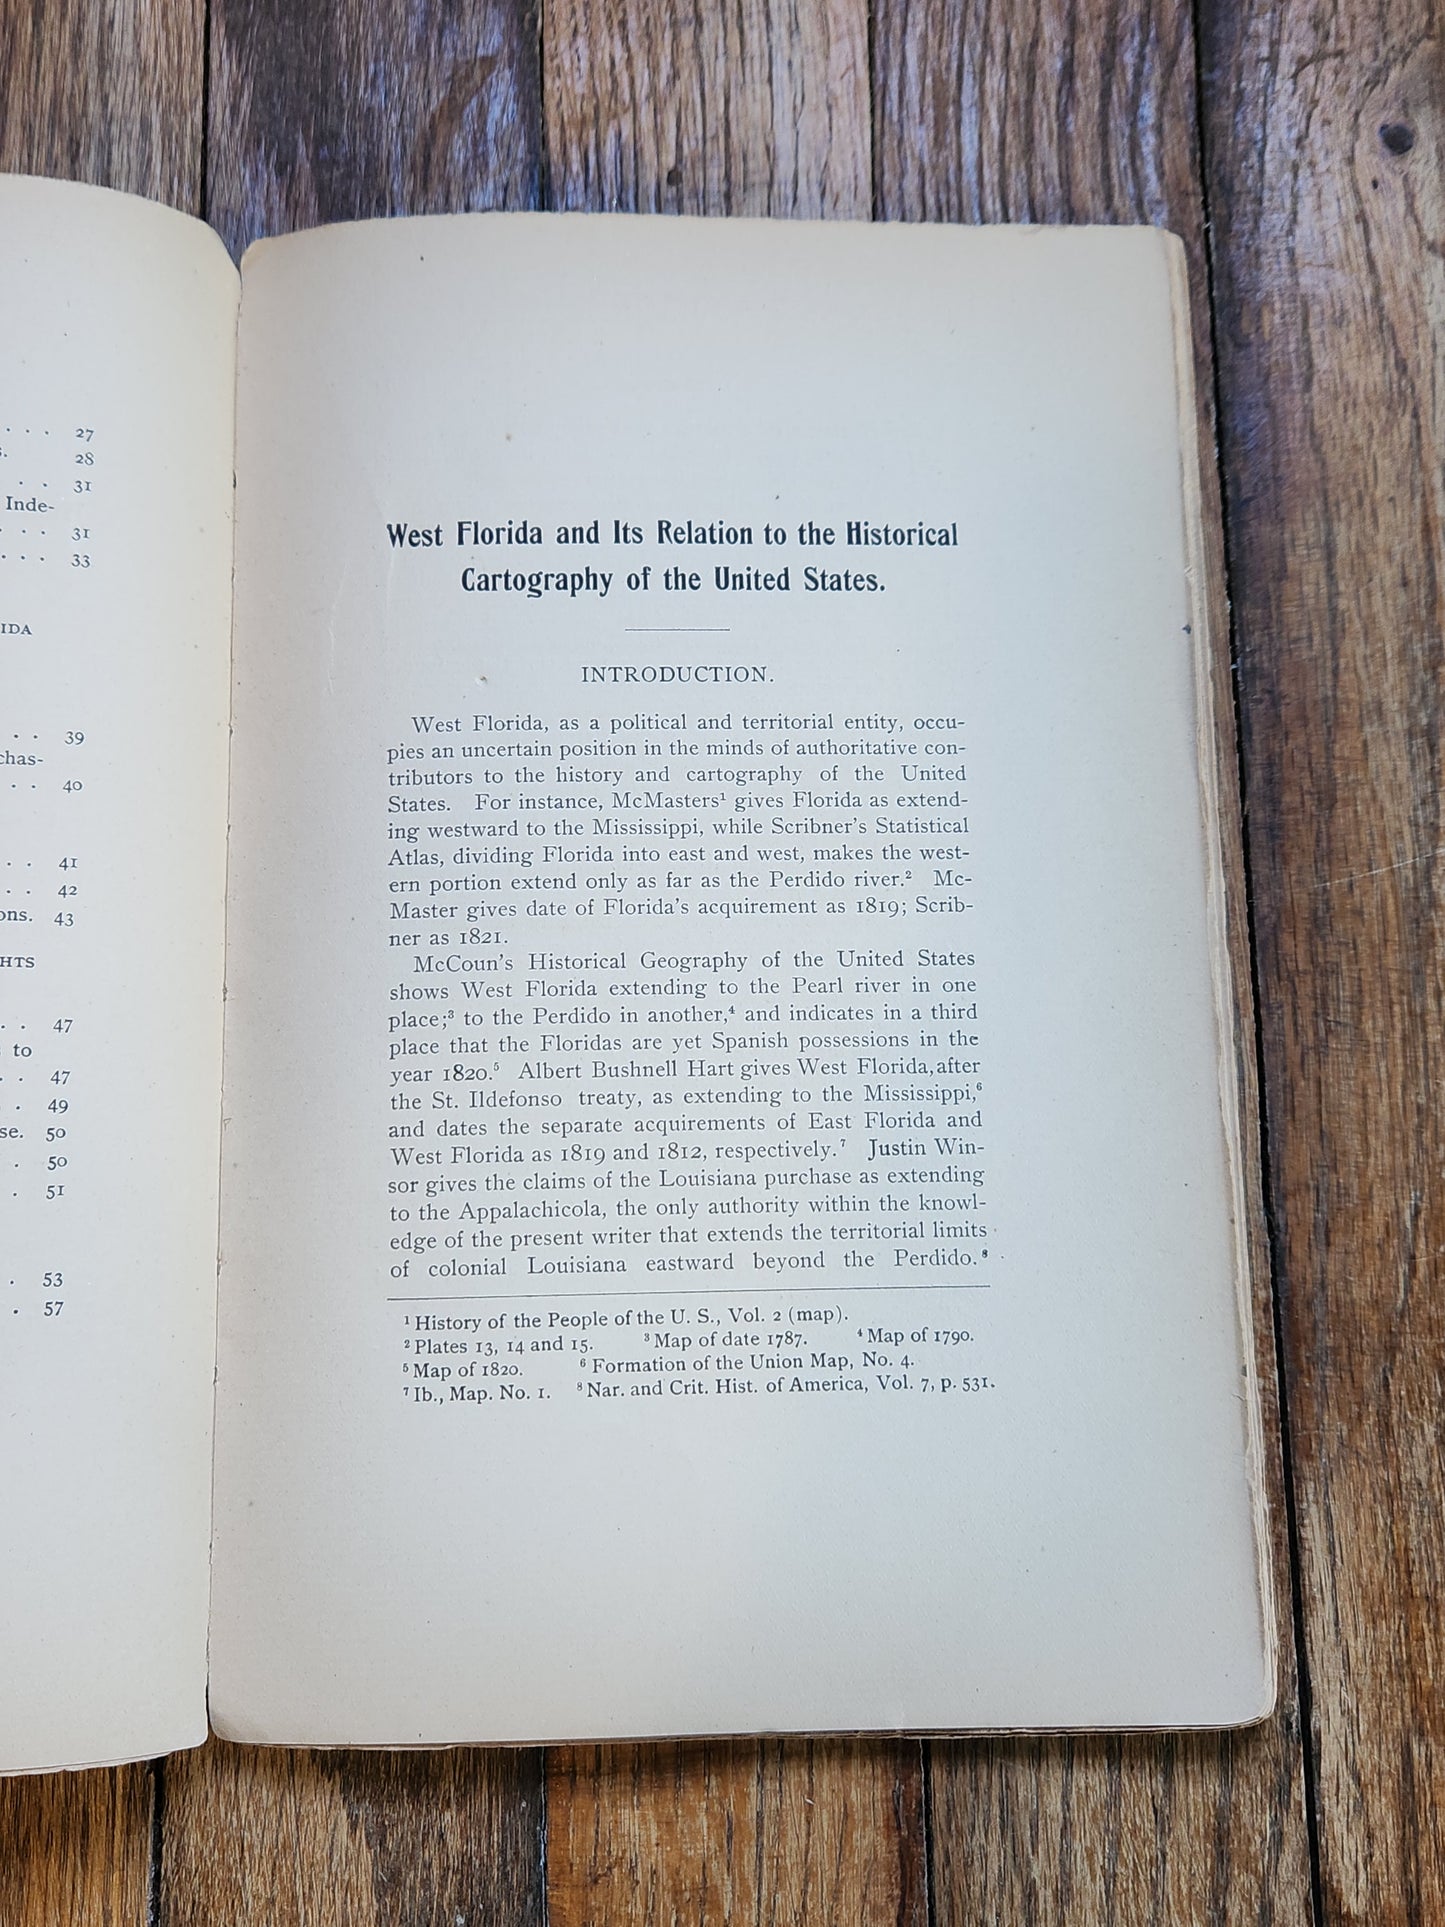 27
s. 28
31
Inde-
31
33
IDA
39
chas-
40
41
42
ons. 43
HTS
47
to
47
49
se. 50
50
51
53
57
West Florida and Its Relation to the Historical
Cartography of the United States.
INTRODUCTION.
West Florida, as a political and territorial entity, occu-
pies an uncertain position in the minds of authoritative con-
tributors to the history and cartography of the United
States. For instance, McMasters¹ gives Florida as extend-
ing westward to the Mississippi, while Scribner's Statistical
Atlas, dividing Florida into east and west, makes the west-
ern portion extend only as far as the Perdido river.² Mc-
Master gives date of Florida's acquirement as 1819; Scrib-
ner as 1821.
McCoun's Historical Geography of the United States
shows West Florida extending to the Pearl river in one
place;³ to the Perdido in another,⁴ and indicates in a third
place that the Floridas are yet Spanish possessions in the
year 1820.⁵ Albert Bushnell Hart gives West Florida, after
the St. Ildefonso treaty, as extending to the Mississippi,⁶
and dates the separate acquirements of East Florida and
West Florida as 1819 and 1812, respectively.⁷ Justin Win-
sor gives the claims of the Louisiana purchase as extending
to the Appalachicola, the only authority within the knowl-
edge of the present writer that extends the territorial limits
of colonial Louisiana eastward beyond the Perdido.⁸
¹ History of the People of the U. S., Vol. 2 (map).
² Plates 13, 14 and 15. ³ Map of date 1787. ⁴ Map of 1790.
⁵ Map of 1820. ⁶ Formation of the Union Map, No. 4.
⁷ Ib., Map. No. 1. ⁸ Nar. and Crit. Hist. of America, Vol. 7, p. 531.